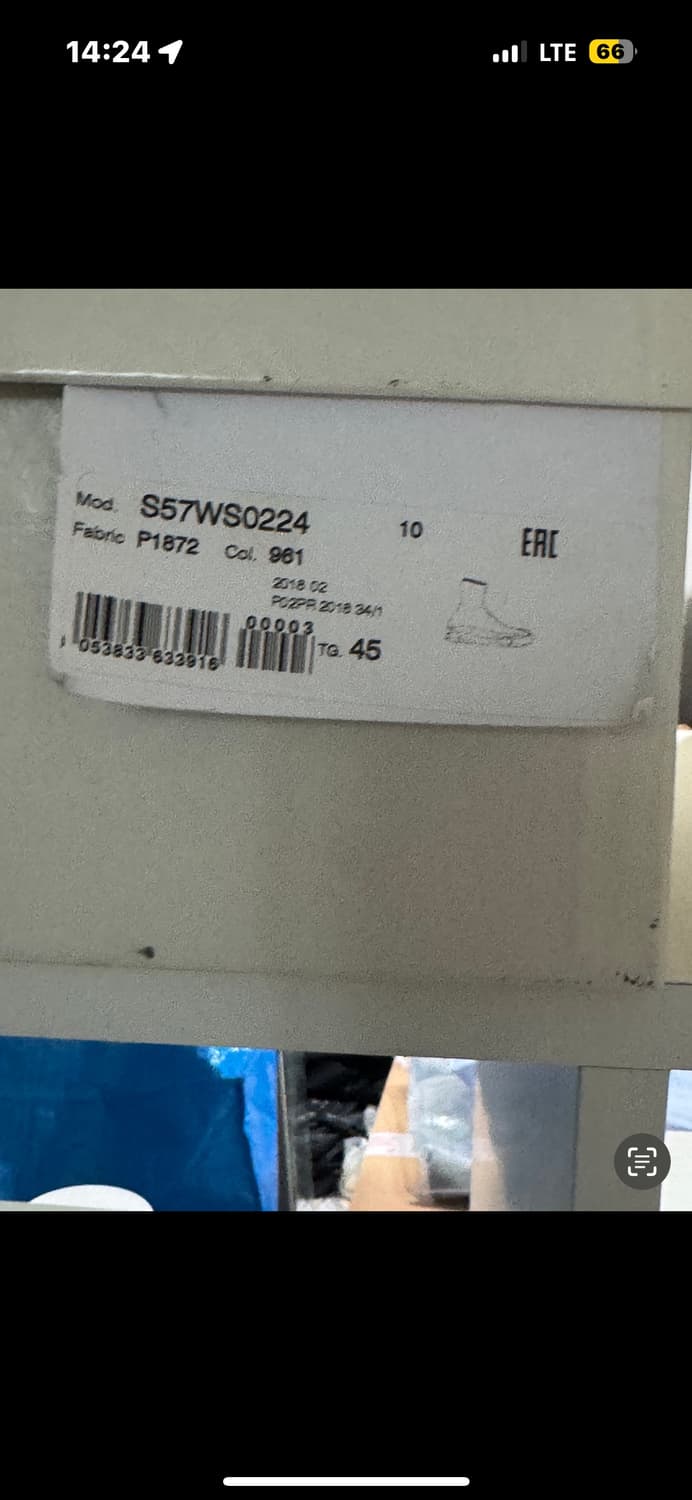 14:24 LTE 66
Mod. S57WS0224 10 EAC
Fabric P1872 Col. 961
2018 02
P02PR 2018 34/1
00003
053833 633916 TG. 45